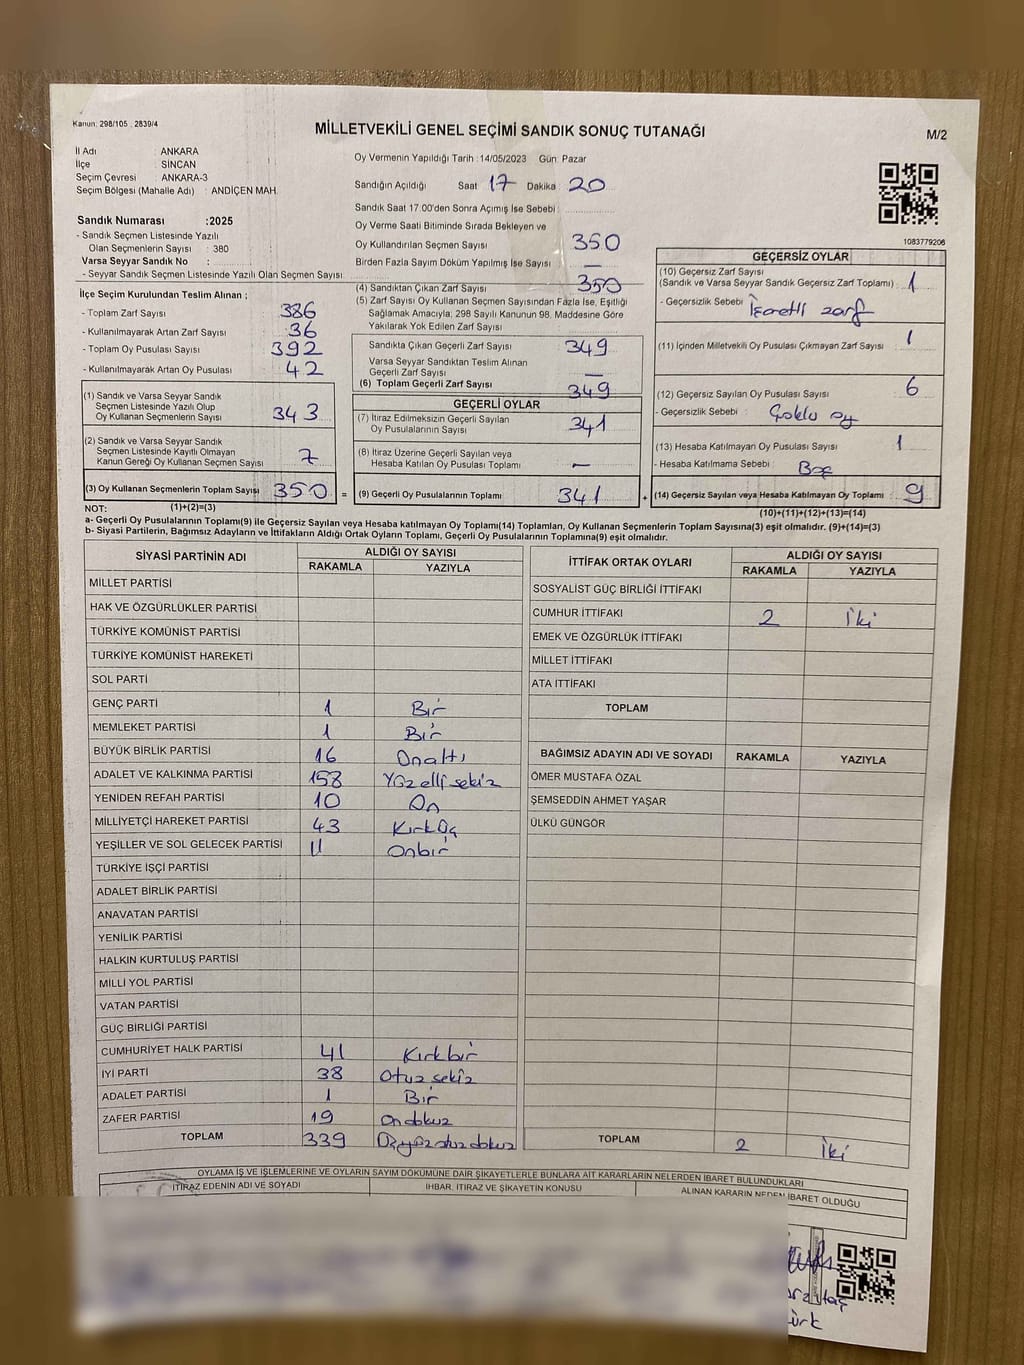 Kanun: 298/105 , 2839/4
MİLLETVEKİLİ GENEL SEÇİMİ SANDIK SONUÇ TUTANAĞI
M/2
İl Adı : ANKARA
İlçe : SİNCAN
Seçim Çevresi : ANKARA-3
Seçim Bölgesi (Mahalle Adı) : ANDİÇEN MAH.
Sandık Numarası :2025
- Sandık Seçmen Listesinde Yazılı
Olan Seçmenlerin Sayısı : 380
Varsa Seyyar Sandık No :
- Seyyar Sandık Seçmen Listesinde Yazılı Olan Seçmen Sayısı:
Oy Vermenin Yapıldığı Tarih :14/05/2023 Gün: Pazar
Sandığın Açıldığı Saat 17 Dakika 20
Sandık Saat 17:00'den Sonra Açımış İse Sebebi :
Oy Verme Saati Bitiminde Sırada Bekleyen ve
Oy Kullandırılan Seçmen Sayısı 350
Birden Fazla Sayım Döküm Yapılmış İse Sayısı —
1083779206
İlçe Seçim Kurulundan Teslim Alınan ;
- Toplam Zarf Sayısı 386
- Kullanılmayarak Artan Zarf Sayısı 36
- Toplam Oy Pusulası Sayısı 392
- Kullanılmayarak Artan Oy Pusulası 42
(1) Sandık ve Varsa Seyyar Sandık
Seçmen Listesinde Yazılı Olup
Oy Kullanan Seçmenlerin Sayısı 343
(2) Sandık ve Varsa Seyyar Sandık
Seçmen Listesinde Kayıtlı Olmayan
Kanun Gereği Oy Kullanan Seçmen Sayısı 7
(3) Oy Kullanan Seçmenlerin Toplam Sayısı 350 =
(1)+(2)=(3)
(4) Sandıktan Çıkan Zarf Sayısı 350
(5) Zarf Sayısı Oy Kullanan Seçmen Sayısından Fazla İse, Eşitliği
Sağlamak Amacıyla, 298 Sayılı Kanunun 98. Maddesine Göre
Yakılarak Yok Edilen Zarf Sayısı
Sandıkta Çıkan Geçerli Zarf Sayısı 349
Varsa Seyyar Sandıktan Teslim Alınan
Geçerli Zarf Sayısı —
(6) Toplam Geçerli Zarf Sayısı 349
GEÇERLİ OYLAR
(7) İtiraz Edilmeksizin Geçerli Sayılan
Oy Pusulalarının Sayısı 341
(8) İtiraz Üzerine Geçerli Sayılan veya
Hesaba Katılan Oy Pusulası Toplamı —
(9) Geçerli Oy Pusulalarının Toplamı 341 +
GEÇERSİZ OYLAR
(10) Geçersiz Zarf Sayısı
(Sandık ve Varsa Seyyar Sandık Geçersiz Zarf Toplamı) : 1
- Geçersizlik Sebebi İşaretli zarf
(11) İçinden Milletvekili Oy Pusulası Çıkmayan Zarf Sayısı 1
(12) Geçersiz Sayılan Oy Pusulası Sayısı 6
- Geçersizlik Sebebi : Çoklu oy
(13) Hesaba Katılmayan Oy Pusulası Sayısı 1
- Hesaba Katılmama Sebebi : Boş
(14) Geçersiz Sayılan veya Hesaba Katılmayan Oy Toplamı : 9
(10)+(11)+(12)+(13)=(14)
NOT:
a- Geçerli Oy Pusulalarının Toplamı(9) ile Geçersiz Sayılan veya Hesaba katılmayan Oy Toplamı(14) Toplamları, Oy Kullanan Seçmenlerin Toplam Sayısına(3) eşit olmalıdır. (9)+(14)=(3)
b- Siyasi Partilerin, Bağımsız Adayların ve İttifakların Aldığı Ortak Oyların Toplamı, Geçerli Oy Pusulalarının Toplamına(9) eşit olmalıdır.
SİYASİ PARTİNİN ADI ALDIĞI OY SAYISI
RAKAMLA YAZIYLA
MİLLET PARTİSİ
HAK VE ÖZGÜRLÜKLER PARTİSİ
TÜRKİYE KOMÜNİST PARTİSİ
TÜRKİYE KOMÜNİST HAREKETİ
SOL PARTİ
GENÇ PARTİ 1 Bir
MEMLEKET PARTİSİ 1 Bir
BÜYÜK BİRLİK PARTİSİ 16 Onaltı
ADALET VE KALKINMA PARTİSİ 158 Yüzellisekiz
YENİDEN REFAH PARTİSİ 10 On
MİLLİYETÇİ HAREKET PARTİSİ 43 Kırküç
YEŞİLLER VE SOL GELECEK PARTİSİ 11 Onbir
TÜRKİYE İŞÇİ PARTİSİ
ADALET BİRLİK PARTİSİ
ANAVATAN PARTİSİ
YENİLİK PARTİSİ
HALKIN KURTULUŞ PARTİSİ
MİLLİ YOL PARTİSİ
VATAN PARTİSİ
GÜÇ BİRLİĞİ PARTİSİ
CUMHURİYET HALK PARTİSİ 41 Kırkbir
İYİ PARTİ 38 Otuzsekiz
ADALET PARTİSİ 1 Bir
ZAFER PARTİSİ 19 Ondokuz
TOPLAM 339 Üçyüzotuzdokuz
İTTİFAK ORTAK OYLARI ALDIĞI OY SAYISI
RAKAMLA YAZIYLA
SOSYALİST GÜÇ BİRLİĞİ İTTİFAKI
CUMHUR İTTİFAKI 2 İki
EMEK VE ÖZGÜRLÜK İTTİFAKI
MİLLET İTTİFAKI
ATA İTTİFAKI
TOPLAM
BAĞIMSIZ ADAYIN ADI VE SOYADI RAKAMLA YAZIYLA
ÖMER MUSTAFA ÖZAL
ŞEMSEDDİN AHMET YAŞAR
ÜLKÜ GÜNGÖR
TOPLAM 2 İki
OYLAMA İŞ VE İŞLEMLERİNE VE OYLARIN SAYIM DÖKÜMÜNE DAİR ŞİKAYETLERLE BUNLARA AİT KARARLARIN NELERDEN İBARET BULUNDUKLARI
İTİRAZ EDENİN ADI VE SOYADI İHBAR, İTİRAZ VE ŞİKAYETİN KONUSU ALINAN KARARIN NEDEN İBARET OLDUĞU